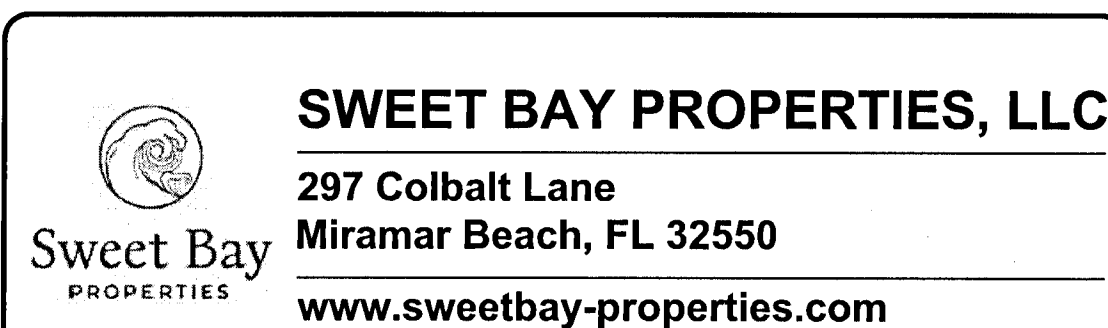 SWEET BAY PROPERTIES, LLC
297 Colbalt Lane
Miramar Beach, FL 32550
www.sweetbay-properties.com
Sweet Bay
PROPERTIES